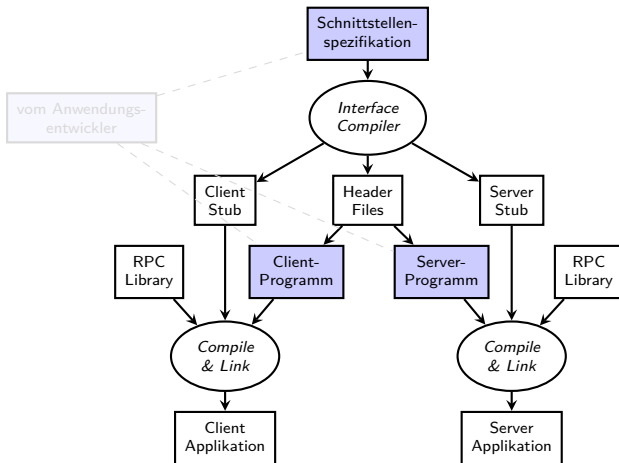 Schnittstellen-
spezifikation
vom Anwendungs-
entwickler
Interface
Compiler
Client
Stub
Header
Files
Server
Stub
RPC
Library
Client-
Programm
Server-
Programm
RPC
Library
Compile
& Link
Compile
& Link
Client
Applikation
Server
Applikation